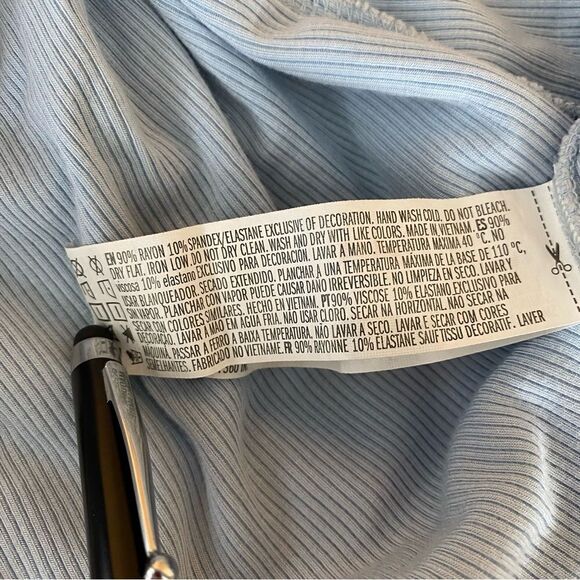 EN 90% RAYON 10% SPANDEX/ELASTANE EXCLUSIVE OF DECORATION. HAND WASH COLD. DO NOT BLEACH.
DRY FLAT. IRON LOW. DO NOT DRY CLEAN. WASH AND DRY WITH LIKE COLORS. MADE IN VIETNAM. ES 90%
viscosa 10% elastano EXCLUSIVO PARA DECORACION. LAVAR A MANO. TEMPERATURA MÁXIMA 40 °C. NO
USAR BLANQUEADOR. SECADO EXTENDIDO. PLANCHAR A UNA TEMPERATURA MÁXIMA DE LA BASE DE 110 °C,
SIN VAPOR. PLANCHAR CON VAPOR PUEDE CAUSAR DAÑO IRREVERSIBLE. NO LIMPIEZA EN SECO. LAVAR Y
SECAR CON COLORES SIMILARES. HECHO EN VIETNAM. PT 90% VISCOSE 10% ELASTANO EXCLUSIVO PARA
DECORAÇÃO. LAVAR A MÃO EM AGUA FRIA. NÃO USAR CLORO. SECAR NA HORIZONTAL. NÃO SECAR NA
MÁQUINA. PASSAR A FERRO A BAIXA TEMPERATURA. NÃO LAVAR A SECO. LAVAR E SECAR COM CORES
SEMELHANTES. FABRICADO NO VIETNAME. FR 90% RAYONNE 10% ELASTANE SAUF TISSU DECORATIF. LAVER